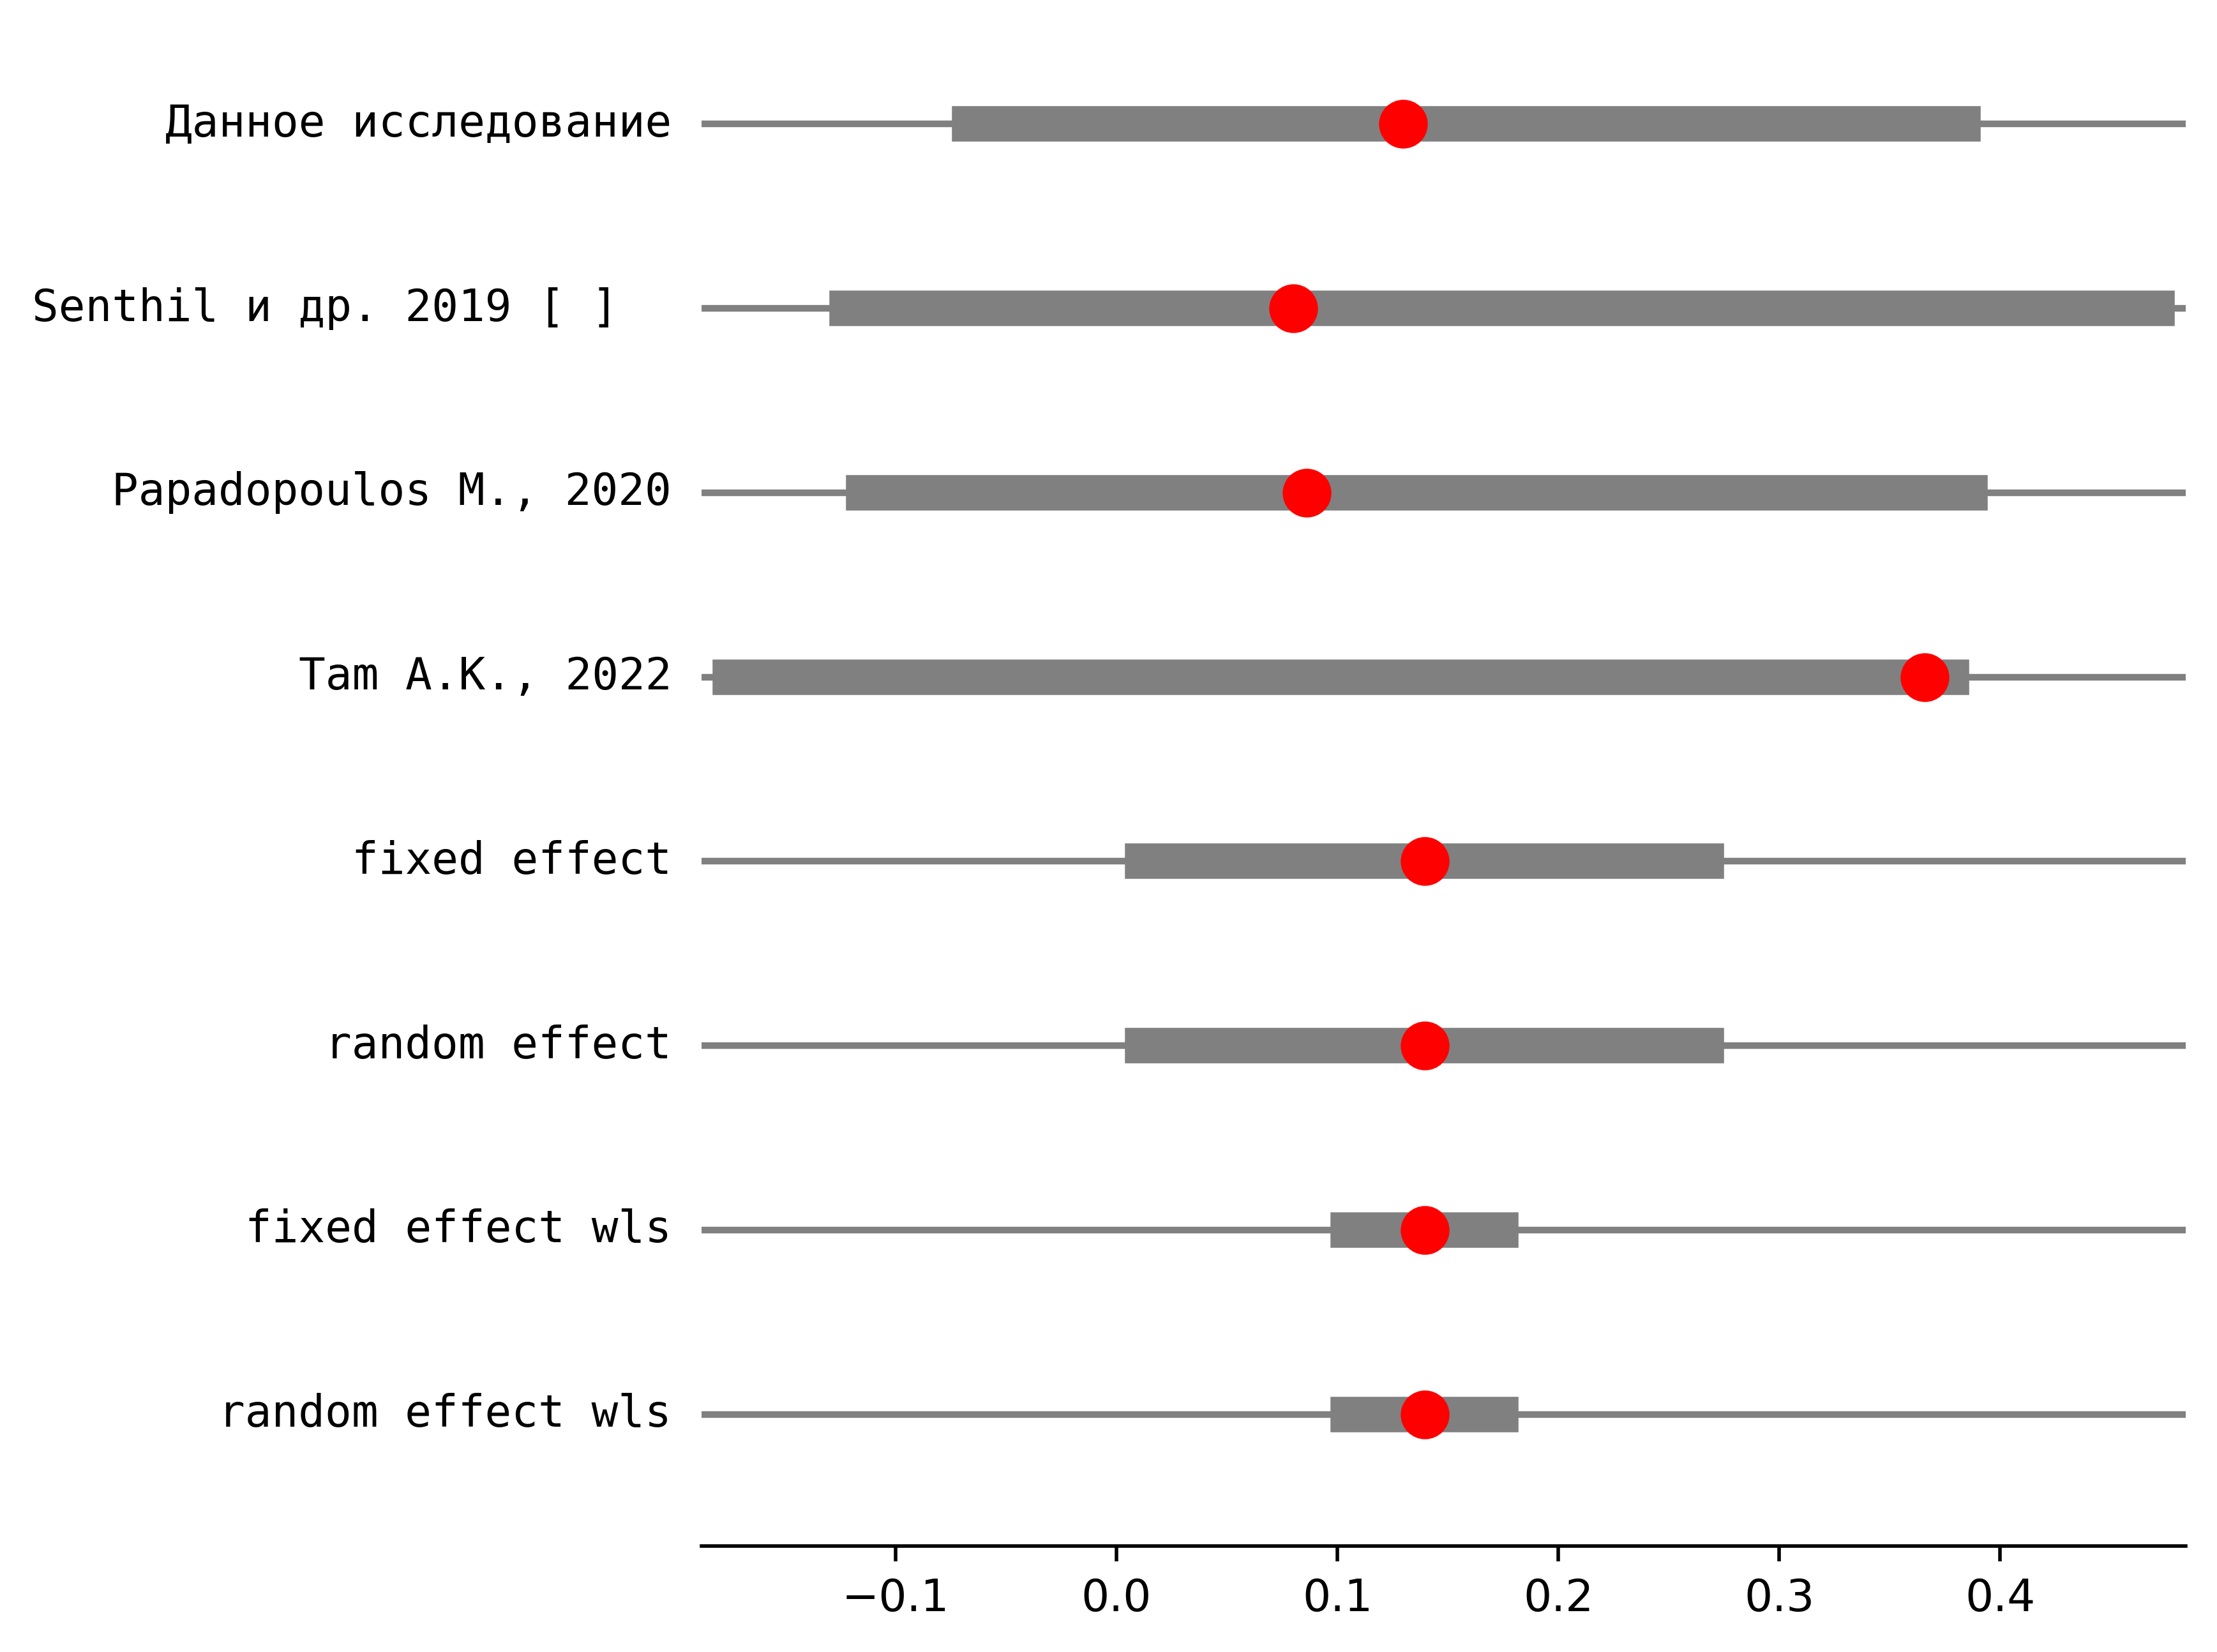 Данное исследование
Senthil и др. 2019 [ ]
Papadopoulos M., 2020
Tam A.K., 2022
fixed effect
random effect
fixed effect wls
random effect wls
−0.1 0.0 0.1 0.2 0.3 0.4